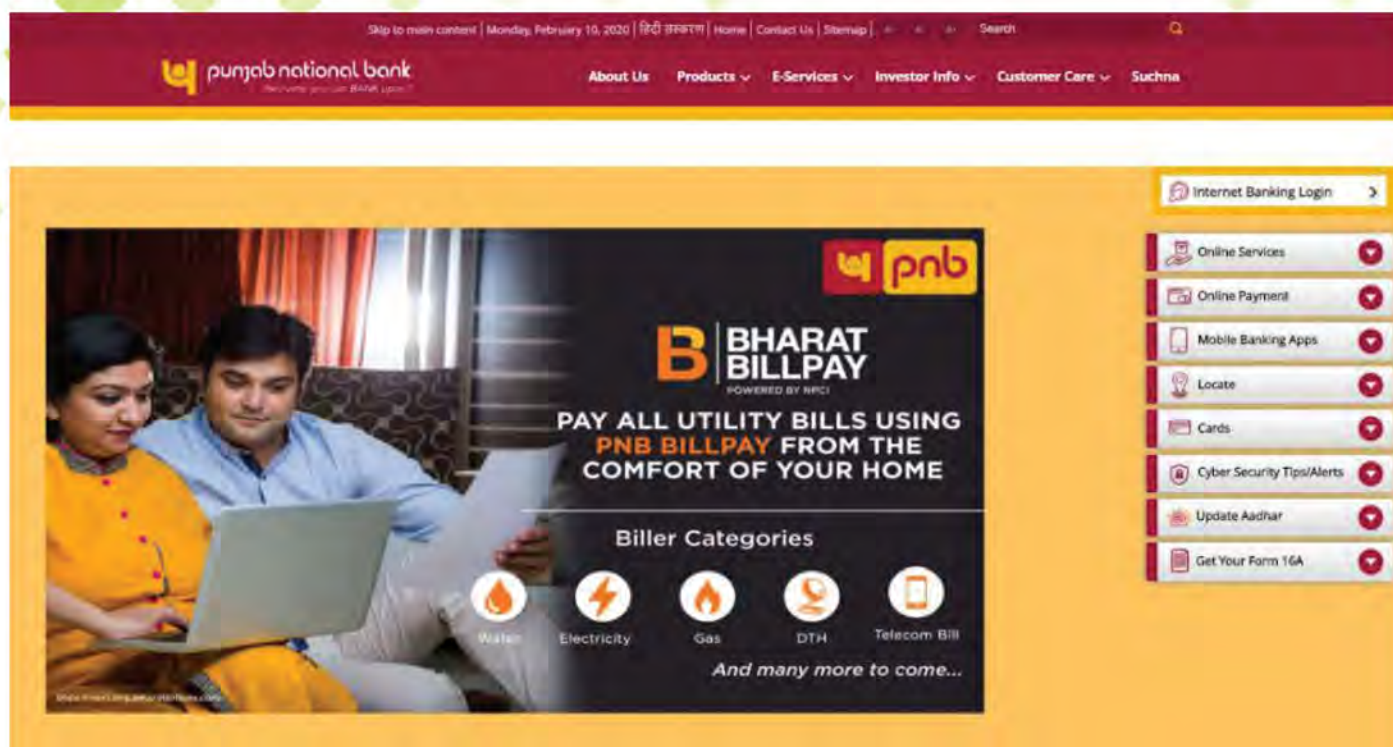 Skip to main content | Monday, February 10, 2020 | हिंदी संस्करण | Home | Contact Us | Sitemap | Search
punjab national bank
About Us Products E-Services Investor Info Customer Care Suchna
Internet Banking Login
Online Services
Online Payment
Mobile Banking Apps
Locate
Cards
Cyber Security Tips/Alerts
Update Aadhar
Get Your Form 16A
pnb
B BHARAT
BILLPAY
POWERED BY NPCI
PAY ALL UTILITY BILLS USING
PNB BILLPAY FROM THE
COMFORT OF YOUR HOME
Biller Categories
Water Electricity Gas DTH Telecom Bill
And many more to come...